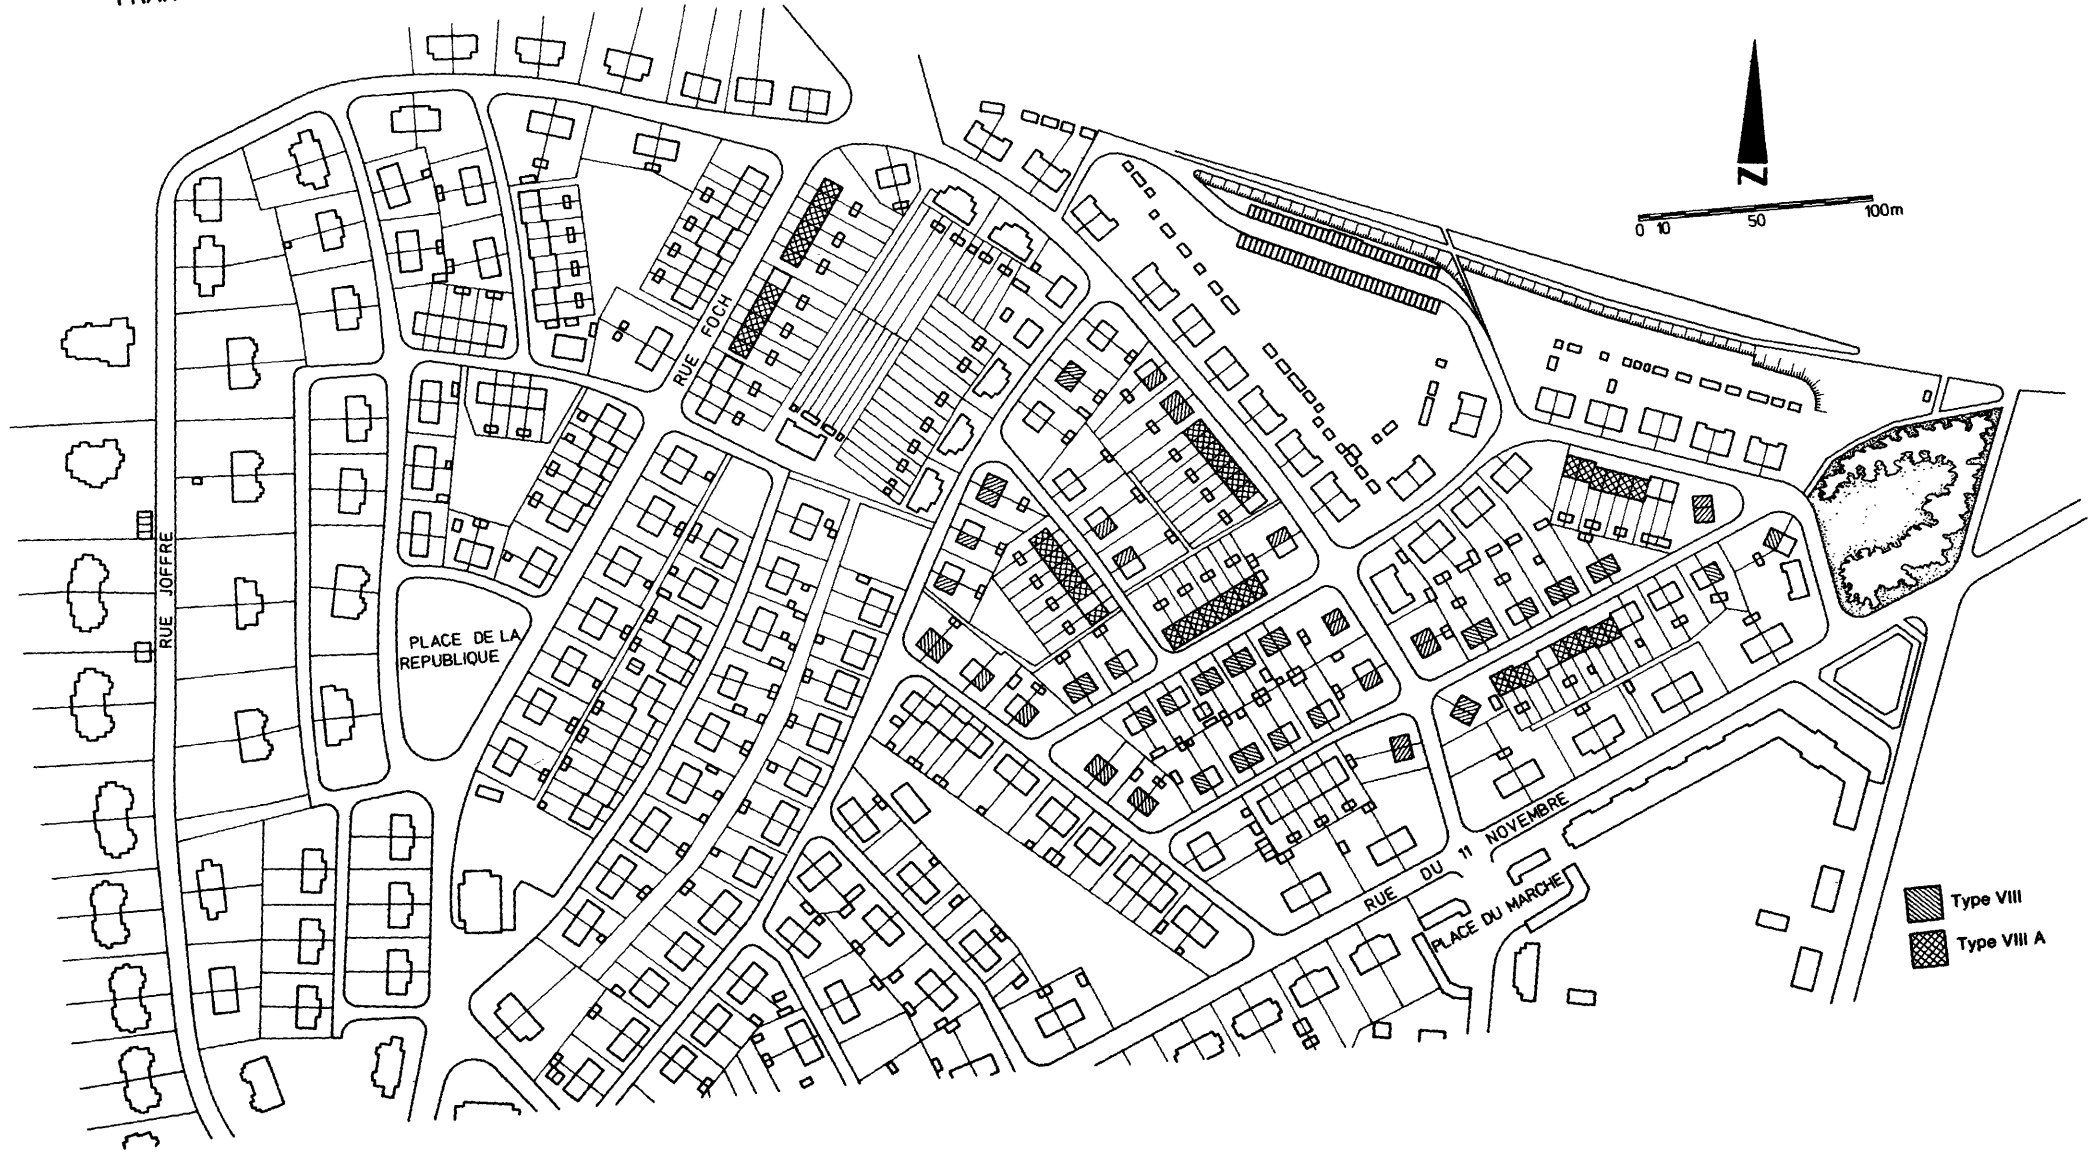 N
0 10 50 100m
RUE FOCH
RUE JOFFRE
PLACE DE LA
REPUBLIQUE
RUE DU 11 NOVEMBRE
PLACE DU MARCHE
Type VIII
Type VIII A